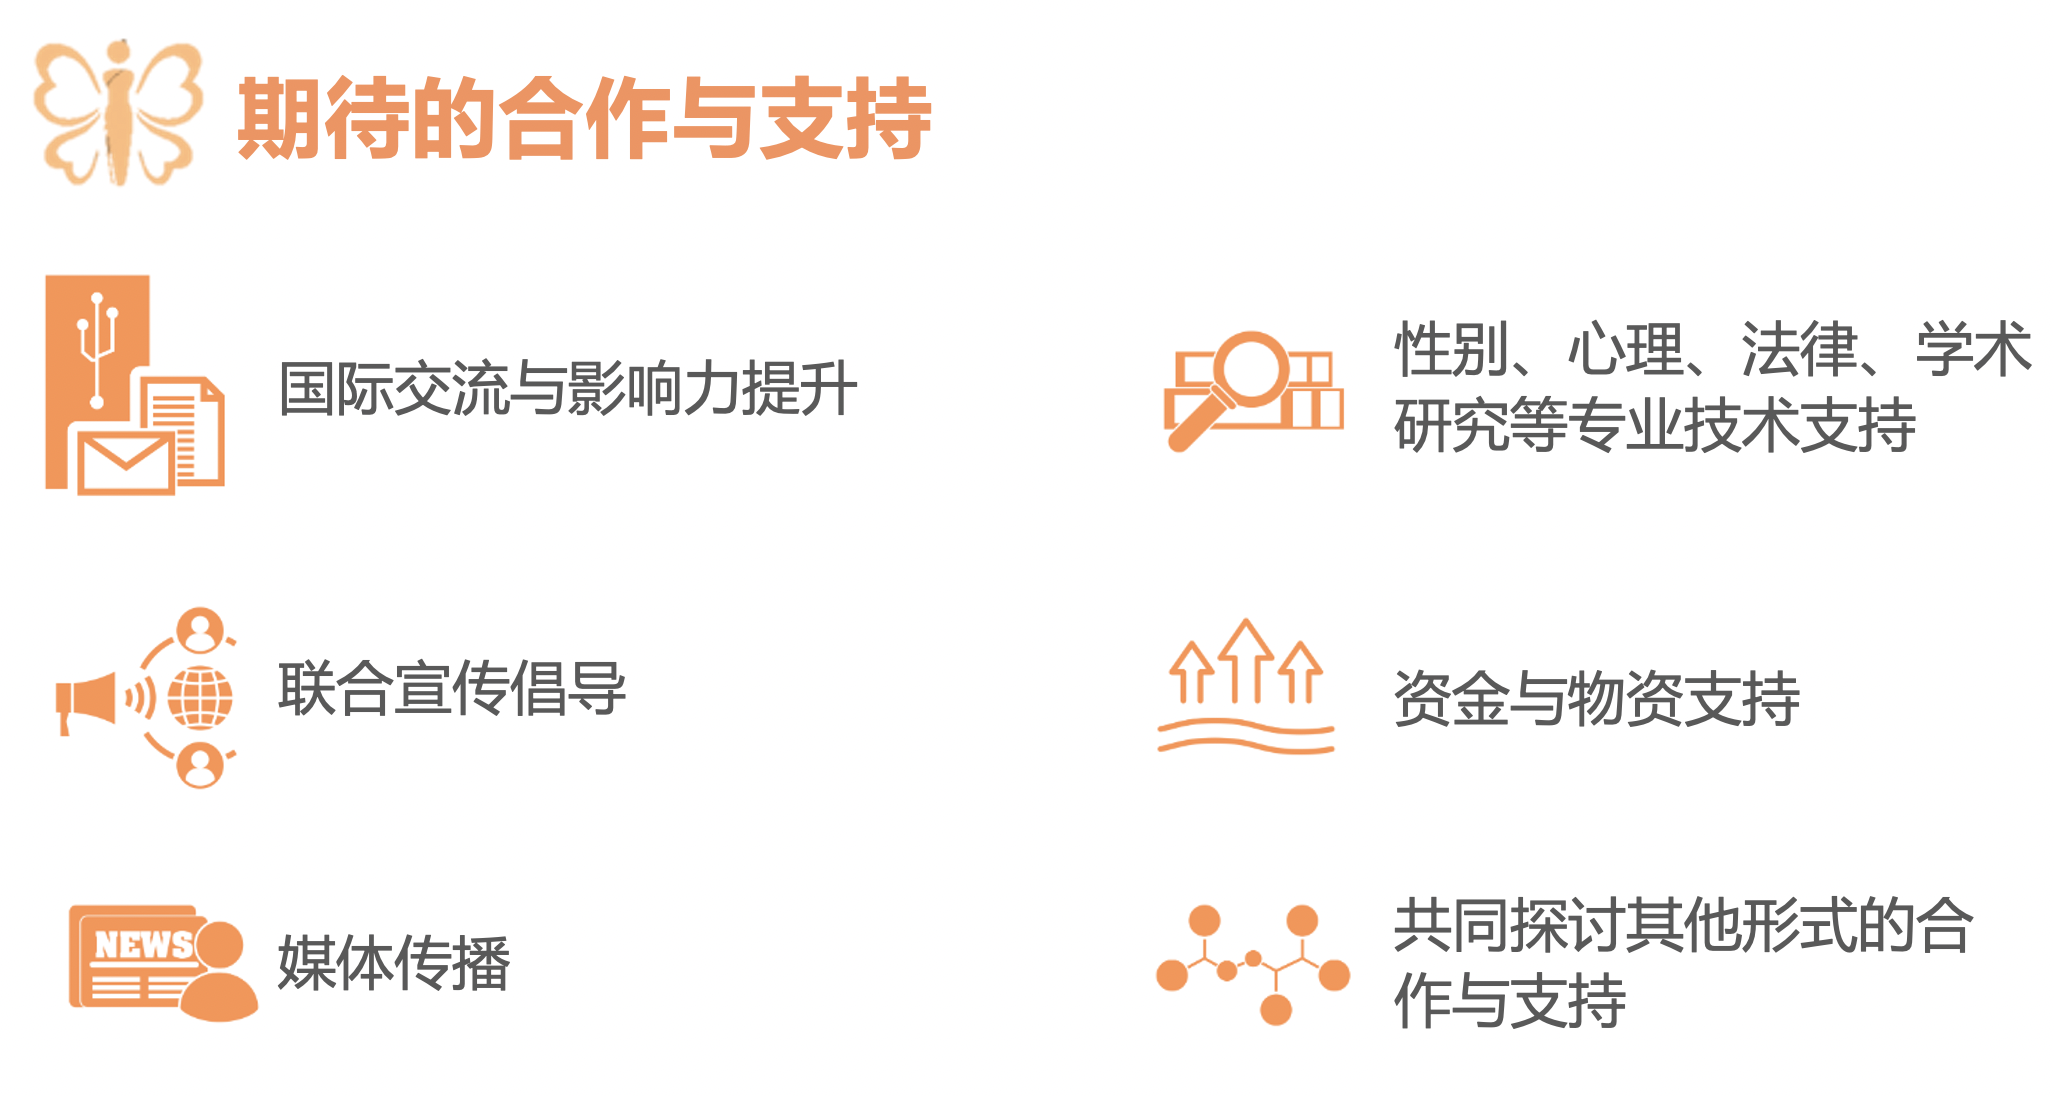 期待的合作与支持
国际交流与影响力提升
性别、心理、法律、学术
研究等专业技术支持
联合宣传倡导
资金与物资支持
NEWS
媒体传播
共同探讨其他形式的合
作与支持